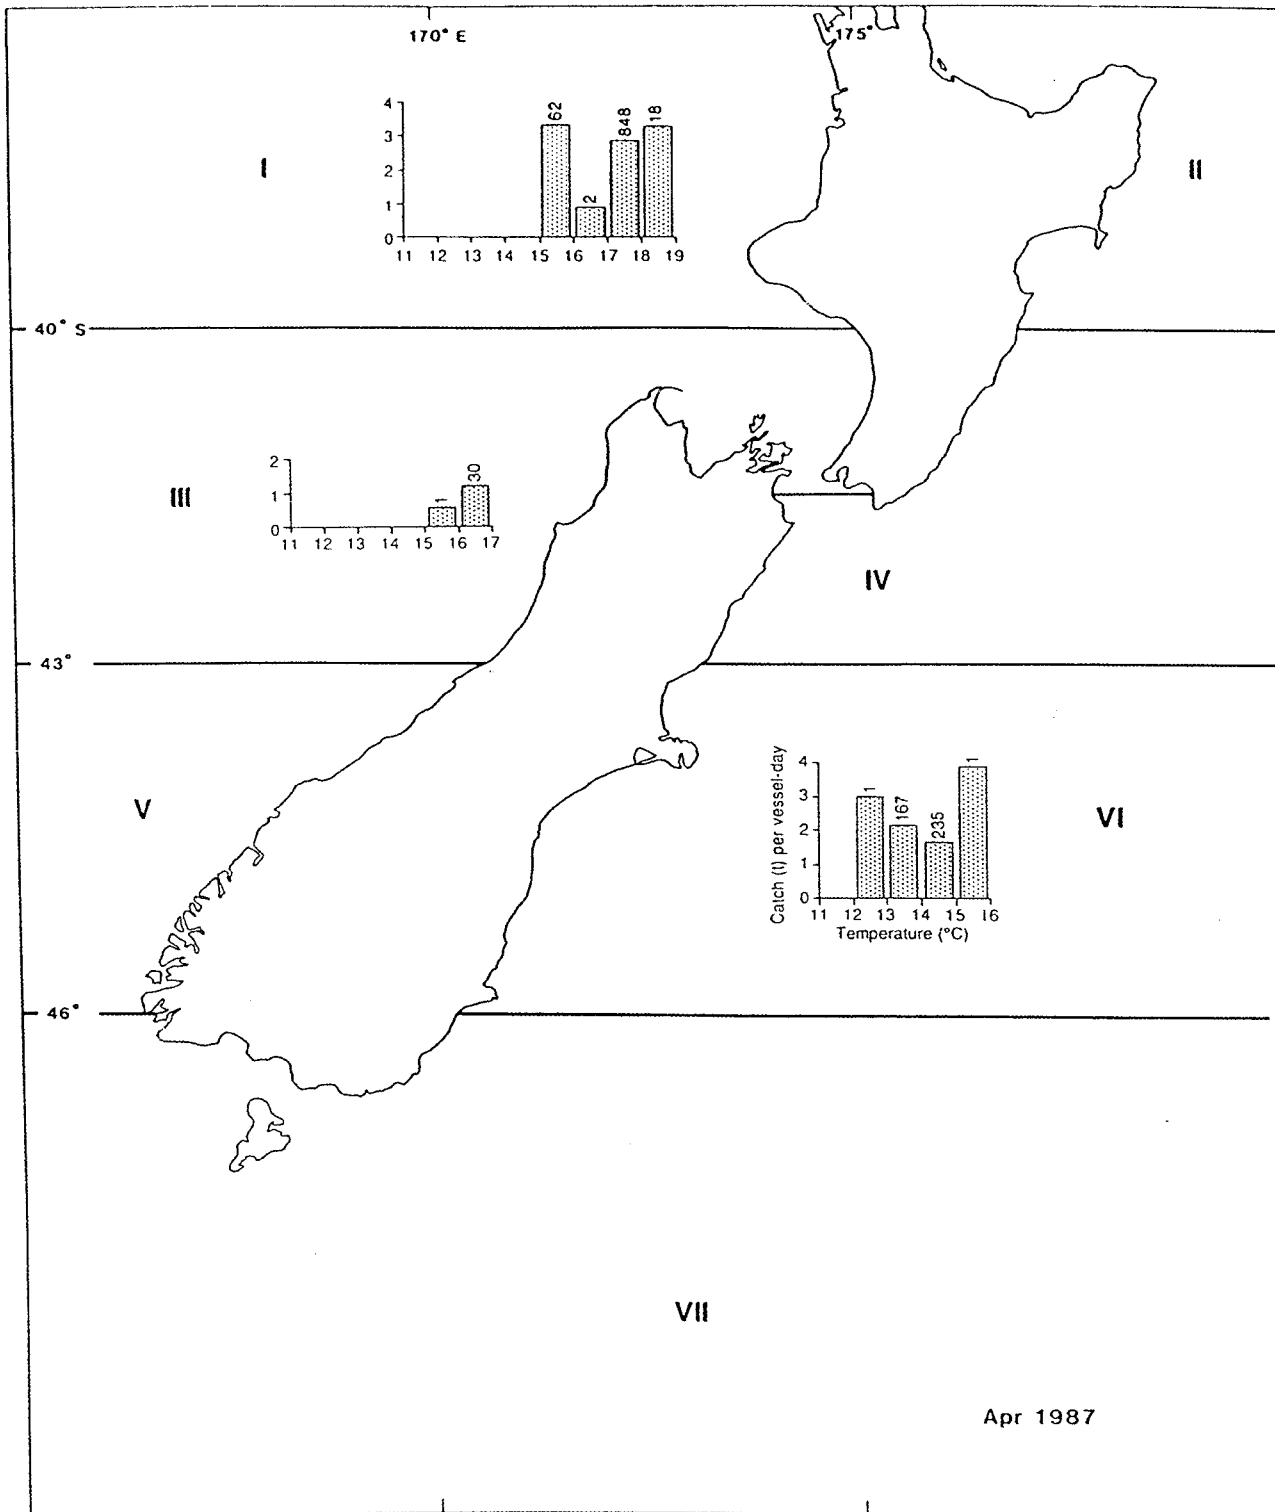 170° E
175°
4
3
2
1
0
62
2
848
18
11 12 13 14 15 16 17 18 19
I
II
40° S
2
1
0
1
30
11 12 13 14 15 16 17
III
IV
43°
V
VI
Catch (t) per vessel-day
4
3
2
1
0
1
167
235
1
11 12 13 14 15 16
Temperature (°C)
46°
VII
Apr 1987